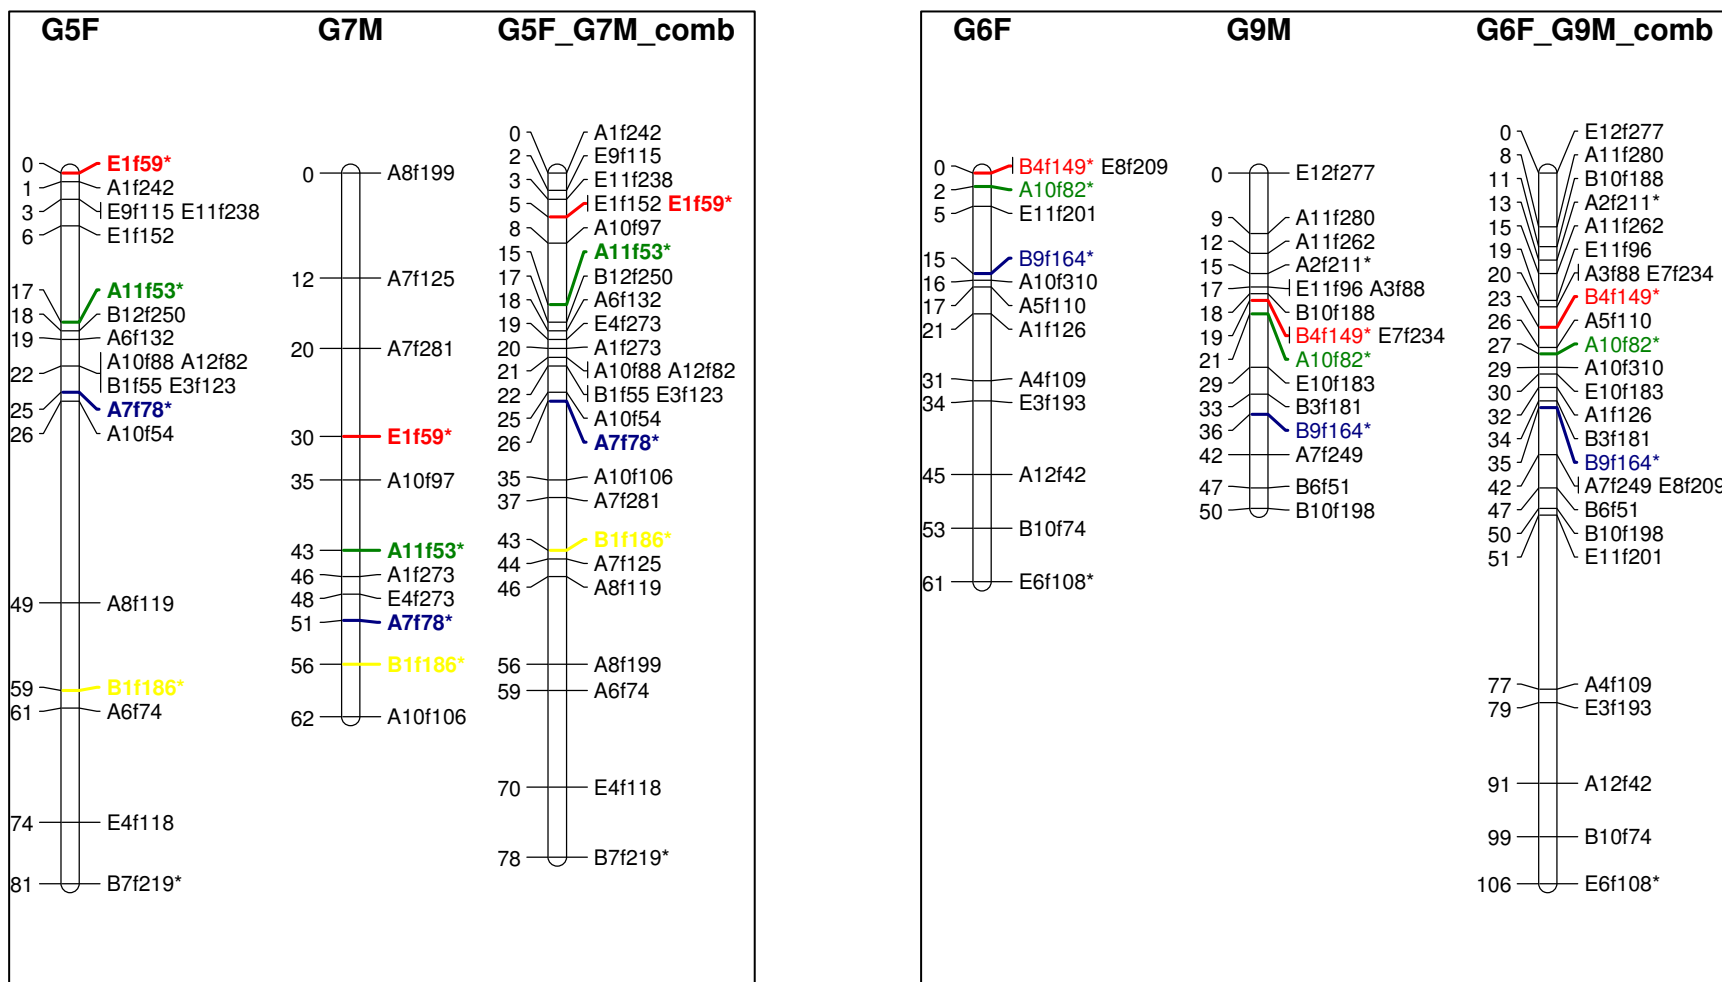 G5F
0 E1f59*
1 A1f242
3 E9f115 E11f238
6 E1f152
17 A11f53*
18 B12f250
19 A6f132
22 A10f88 A12f82
B1f55 E3f123
25 A7f78*
26 A10f54
49 A8f119
59 B1f186*
61 A6f74
74 E4f118
81 B7f219*
G7M
0 A8f199
12 A7f125
20 A7f281
30 E1f59*
35 A10f97
43 A11f53*
46 A1f273
48 E4f273
51 A7f78*
56 B1f186*
62 A10f106
G5F_G7M_comb
0 A1f242
2 E9f115
3 E11f238
5 E1f152 E1f59*
8 A10f97
15 A11f53*
17 B12f250
18 A6f132
19 E4f273
20 A1f273
21 A10f88 A12f82
22 B1f55 E3f123
25 A10f54
26 A7f78*
35 A10f106
37 A7f281
43 B1f186*
44 A7f125
46 A8f119
56 A8f199
59 A6f74
70 E4f118
78 B7f219*
G6F
0 B4f149* E8f209
2 A10f82*
5 E11f201
15 B9f164*
16 A10f310
17 A5f110
21 A1f126
31 A4f109
34 E3f193
45 A12f42
53 B10f74
61 E6f108*
G9M
0 E12f277
9 A11f280
12 A11f262
15 A2f211*
17 E11f96 A3f88
18 B10f188
19 B4f149* E7f234
21 A10f82*
29 E10f183
33 B3f181
36 B9f164*
42 A7f249
47 B6f51
50 B10f198
G6F_G9M_comb
0 E12f277
8 A11f280
11 B10f188
13 A2f211*
15 A11f262
19 E11f96
20 A3f88 E7f234
23 B4f149*
26 A5f110
27 A10f82*
29 A10f310
30 E10f183
32 A1f126
34 B3f181
35 B9f164*
42 A7f249 E8f209
47 B6f51
50 B10f198
51 E11f201
77 A4f109
79 E3f193
91 A12f42
99 B10f74
106 E6f108*